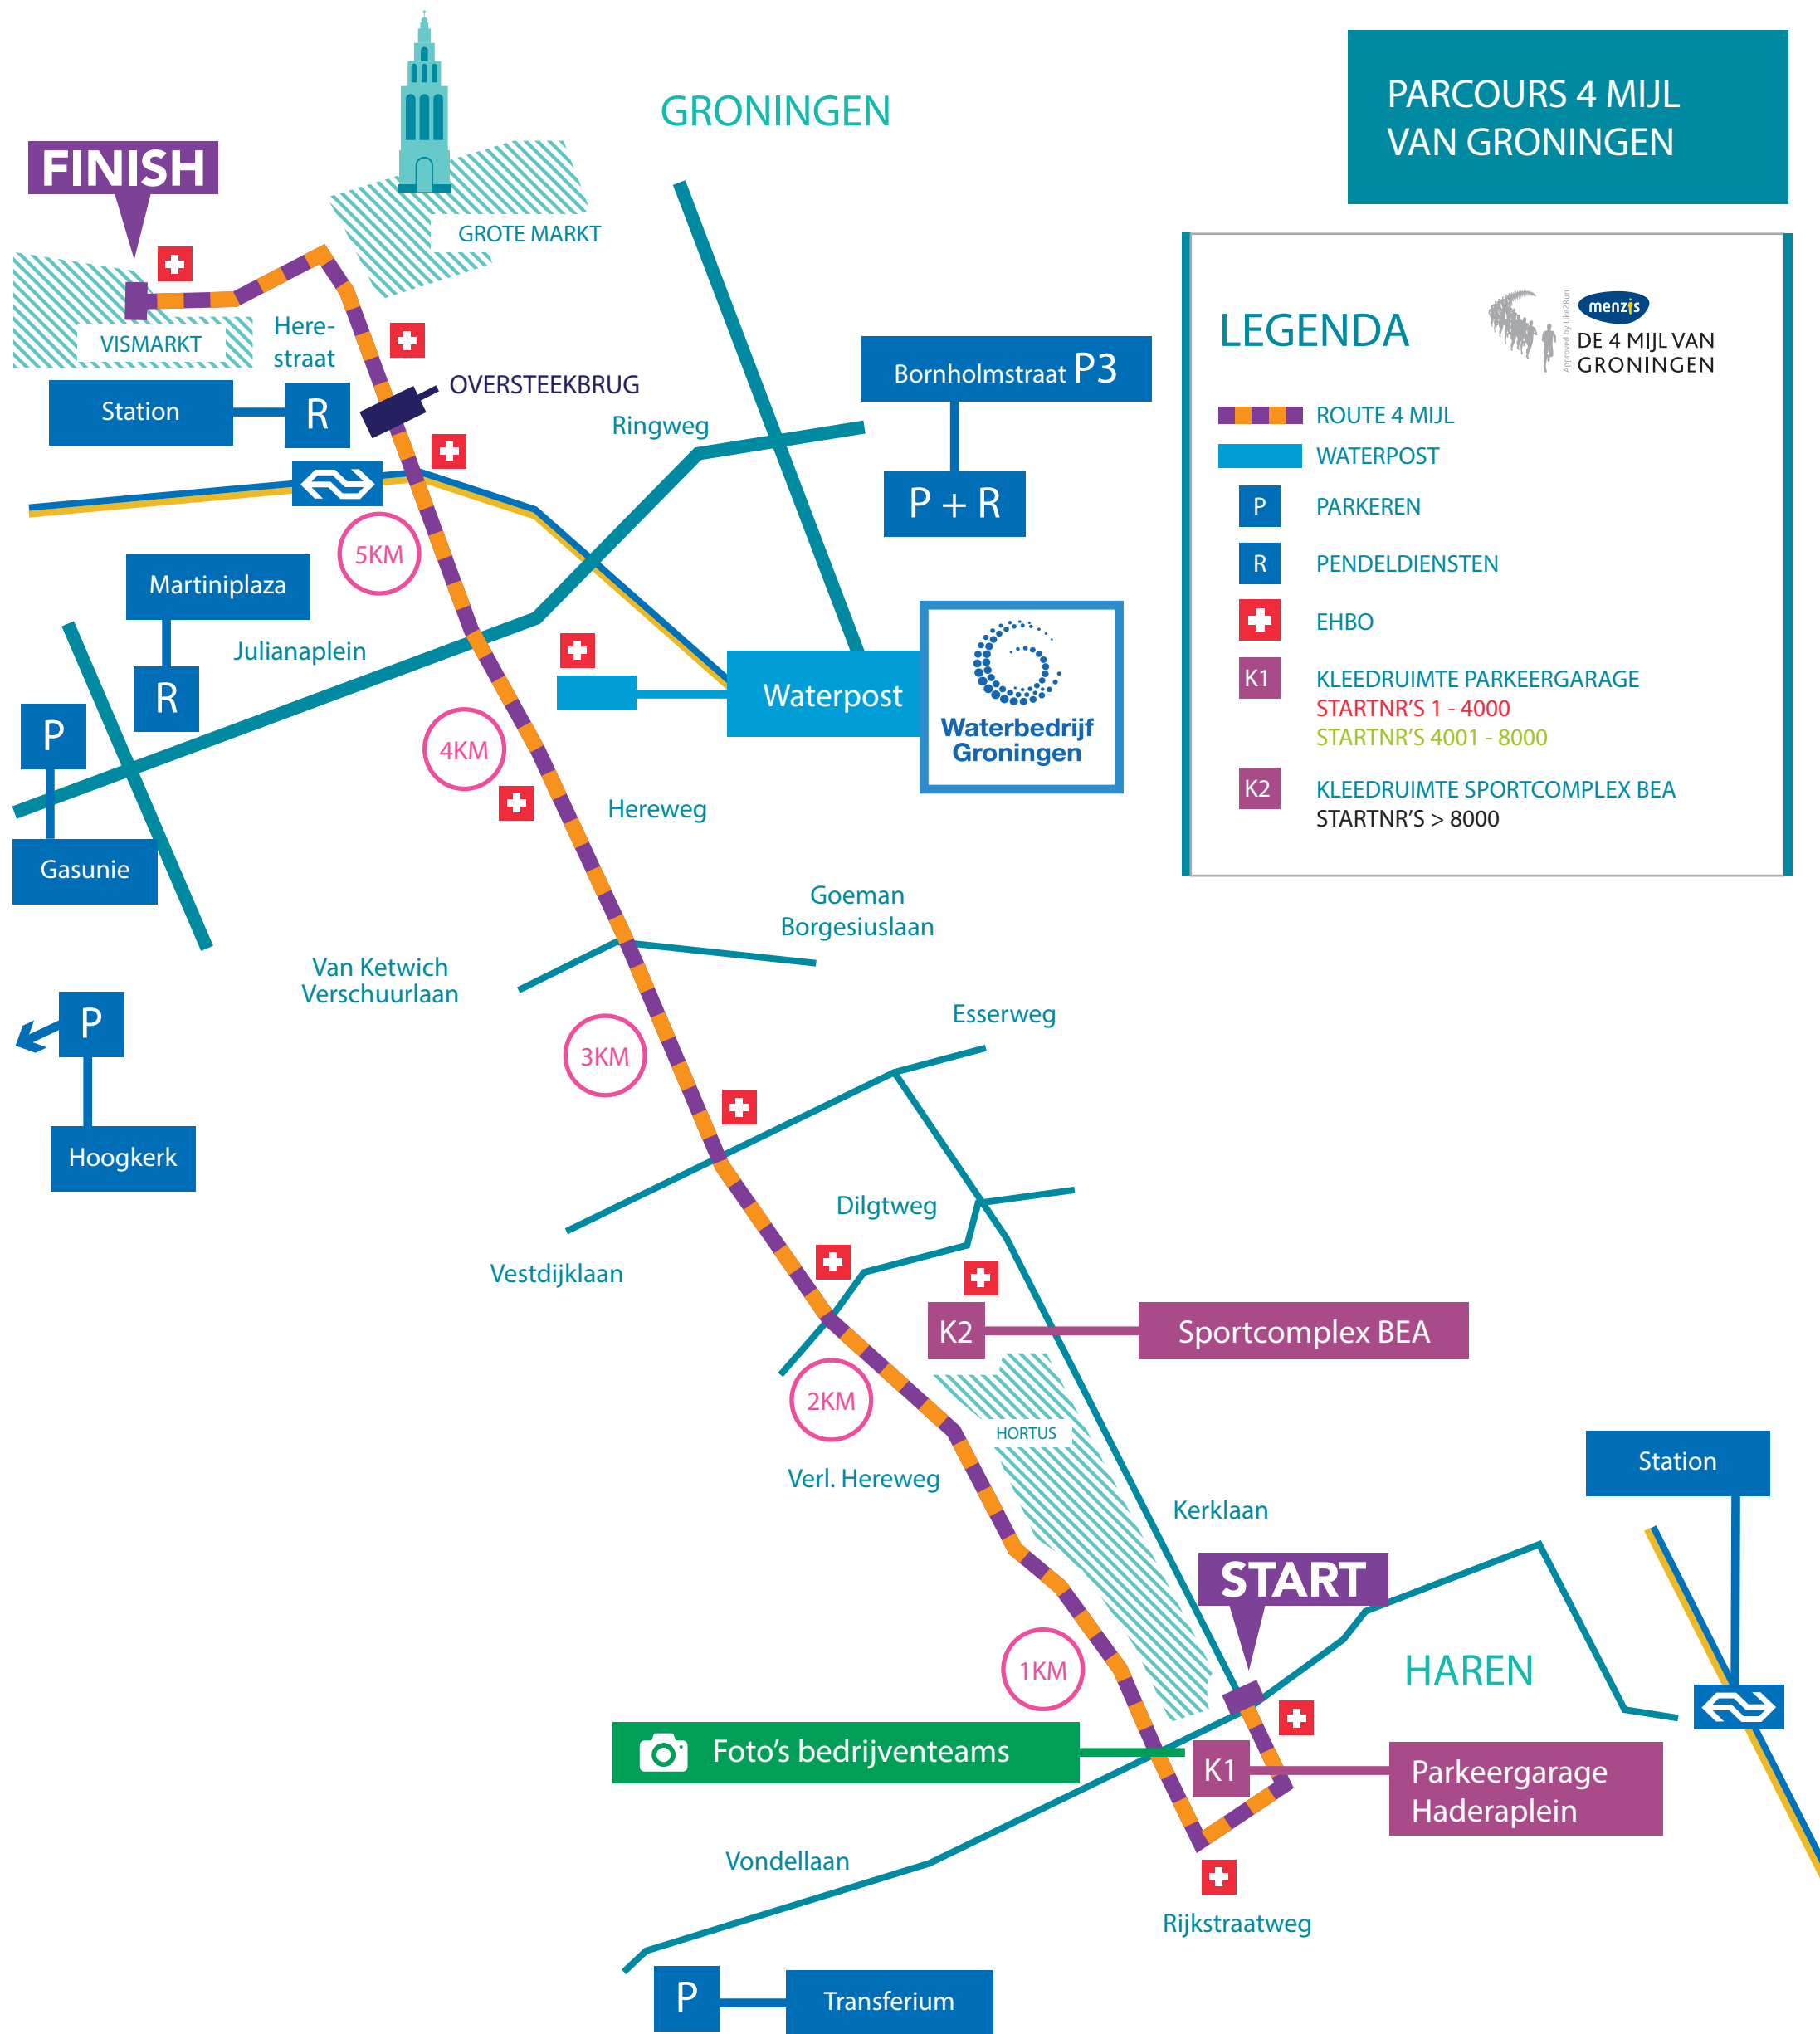 GRONINGEN
PARCOURS 4 MIJL
VAN GRONINGEN
FINISH
GROTE MARKT
VISMARKT
Here-
straat
Station
R
OVERSTEEKBRUG
Ringweg
Bornholmstraat P3
P + R
LEGENDA
Approved by Like2Run
menzis
DE 4 MIJL VAN
GRONINGEN
ROUTE 4 MIJL
WATERPOST
P PARKEREN
R PENDELDIENSTEN
EHBO
K1 KLEEDRUIMTE PARKEERGARAGE
STARTNR'S 1 - 4000
STARTNR'S 4001 - 8000
K2 KLEEDRUIMTE SPORTCOMPLEX BEA
STARTNR'S > 8000
5KM
Martiniplaza
R
Julianaplein
Waterpost
Waterbedrijf
Groningen
P
Gasunie
4KM
Hereweg
Goeman
Borgesiuslaan
Van Ketwich
Verschuurlaan
P
Hoogkerk
3KM
Esserweg
Dilgtweg
Vestdijklaan
K2
Sportcomplex BEA
2KM
HORTUS
Verl. Hereweg
Kerklaan
Station
START
1KM
HAREN
Foto's bedrijventeams
K1
Parkeergarage
Haderaplein
Vondellaan
Rijkstraatweg
P
Transferium